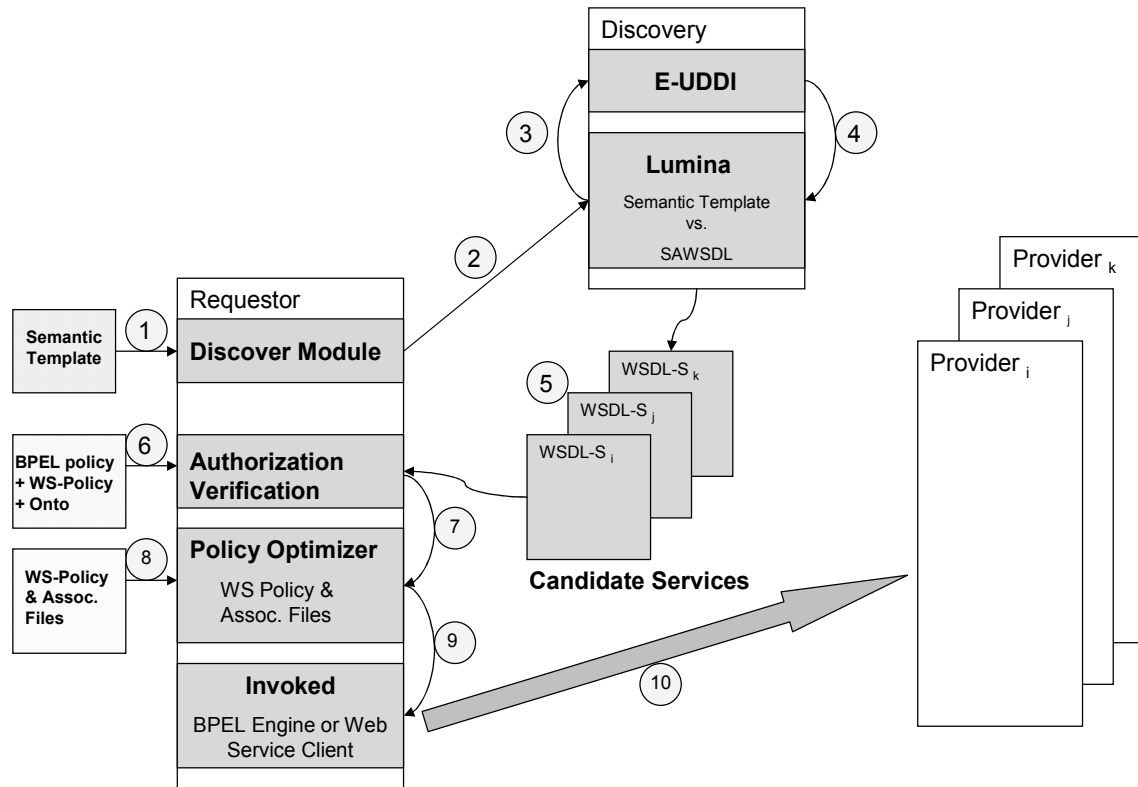 Discovery
E-UDDI
3
4
Lumina
Semantic Template
vs.
SAWSDL
2
Requestor
1
Semantic
Template
Discover Module
Provider k
Provider j
Provider i
WSDL-S k
5
WSDL-S j
WSDL-S i
6
BPEL policy
+ WS-Policy
+ Onto
Authorization
Verification
7
8
WS-Policy
& Assoc.
Files
Policy Optimizer
WS Policy &
Assoc. Files
Candidate Services
9
10
Invoked
BPEL Engine or Web
Service Client